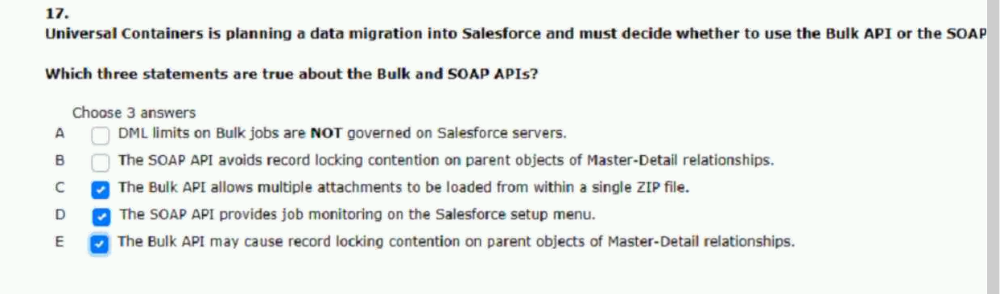 17.
Universal Containers is planning a data migration into Salesforce and must decide whether to use the Bulk API or the SOAP
Which three statements are true about the Bulk and SOAP APIs?
Choose 3 answers
A DML limits on Bulk jobs are NOT governed on Salesforce servers.
B The SOAP API avoids record locking contention on parent objects of Master-Detail relationships.
C The Bulk API allows multiple attachments to be loaded from within a single ZIP file.
D The SOAP API provides job monitoring on the Salesforce setup menu.
E The Bulk API may cause record locking contention on parent objects of Master-Detail relationships.